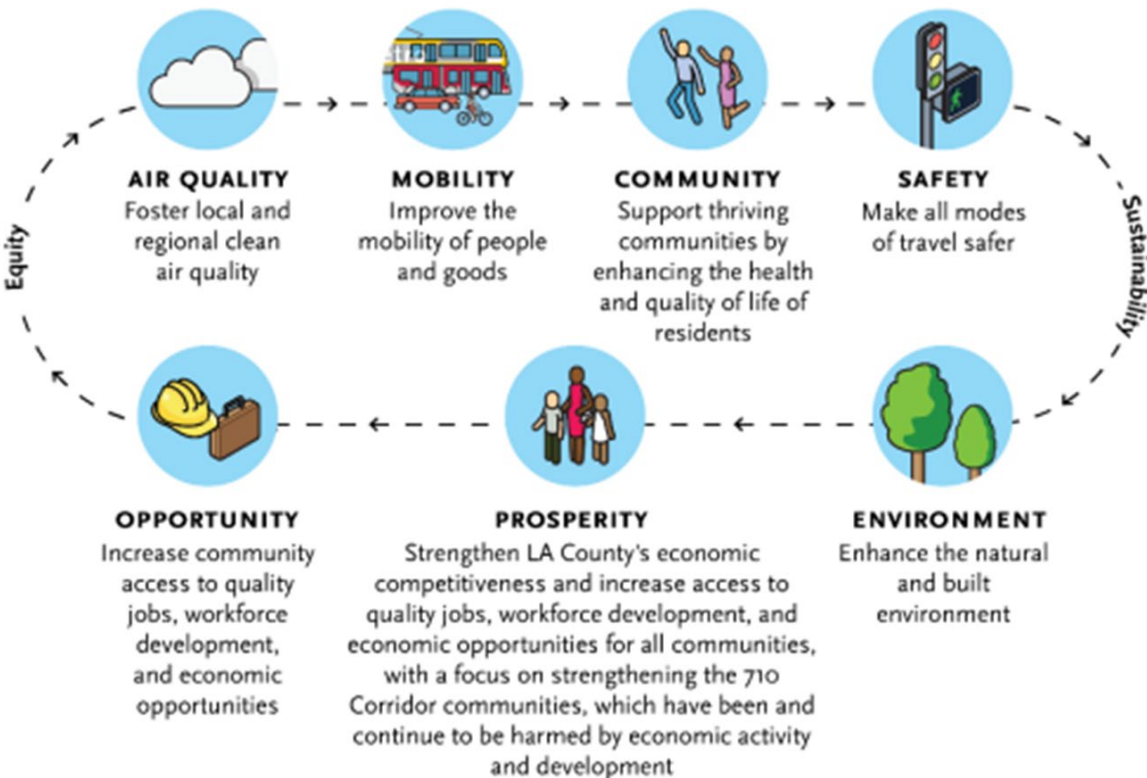 AIR QUALITY
Foster local and
regional clean
air quality
MOBILITY
Improve the
mobility of people
and goods
COMMUNITY
Support thriving
communities by
enhancing the health
and quality of life of
residents
SAFETY
Make all modes
of travel safer
Sustainability
ENVIRONMENT
Enhance the natural
and built
environment
PROSPERITY
Strengthen LA County's economic
competitiveness and increase access to
quality jobs, workforce development, and
economic opportunities for all communities,
with a focus on strengthening the 710
Corridor communities, which have been and
continue to be harmed by economic activity
and development
OPPORTUNITY
Increase community
access to quality
jobs, workforce
development,
and economic
opportunities
Equity